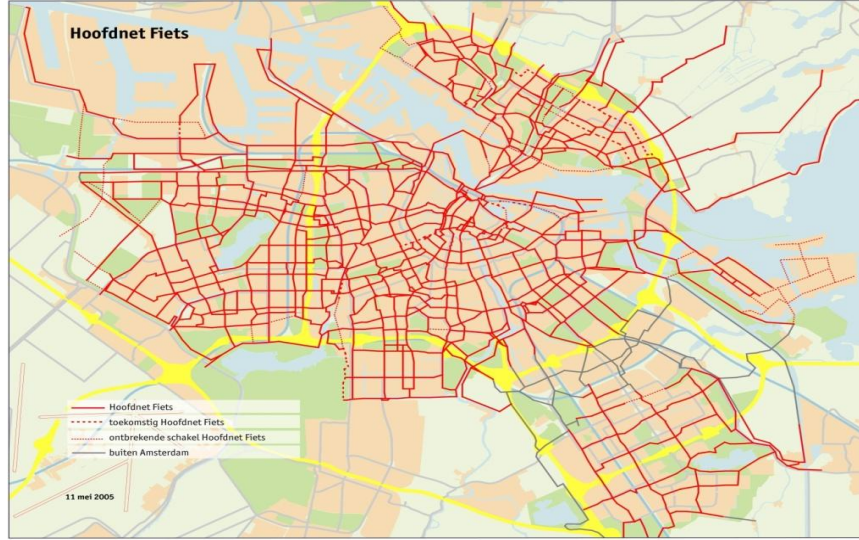 Hoofdnet Fiets
Hoofdnet Fiets
toekomstig Hoofdnet Fiets
ontbrekende schakel Hoofdnet Fiets
buiten Amsterdam
11 mei 2005